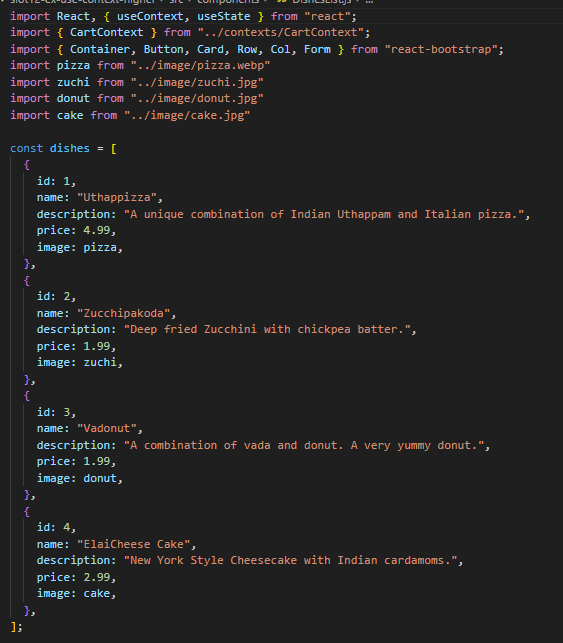 import React, { useContext, useState } from "react";
import { CartContext } from "../contexts/CartContext";
import { Container, Button, Card, Row, Col, Form } from "react-bootstrap";
import pizza from "../image/pizza.webp"
import zuchi from "../image/zuchi.jpg"
import donut from "../image/donut.jpg"
import cake from "../image/cake.jpg"
const dishes = [
{
id: 1,
name: "Uthappizza",
description: "A unique combination of Indian Uthappam and Italian pizza.",
price: 4.99,
image: pizza,
},
{
id: 2,
name: "Zucchipakoda",
description: "Deep fried Zucchini with chickpea batter.",
price: 1.99,
image: zuchi,
},
{
id: 3,
name: "Vadonut",
description: "A combination of vada and donut. A very yummy donut.",
price: 1.99,
image: donut,
},
{
id: 4,
name: "ElaiCheese Cake",
description: "New York Style Cheesecake with Indian cardamoms.",
price: 2.99,
image: cake,
},
];